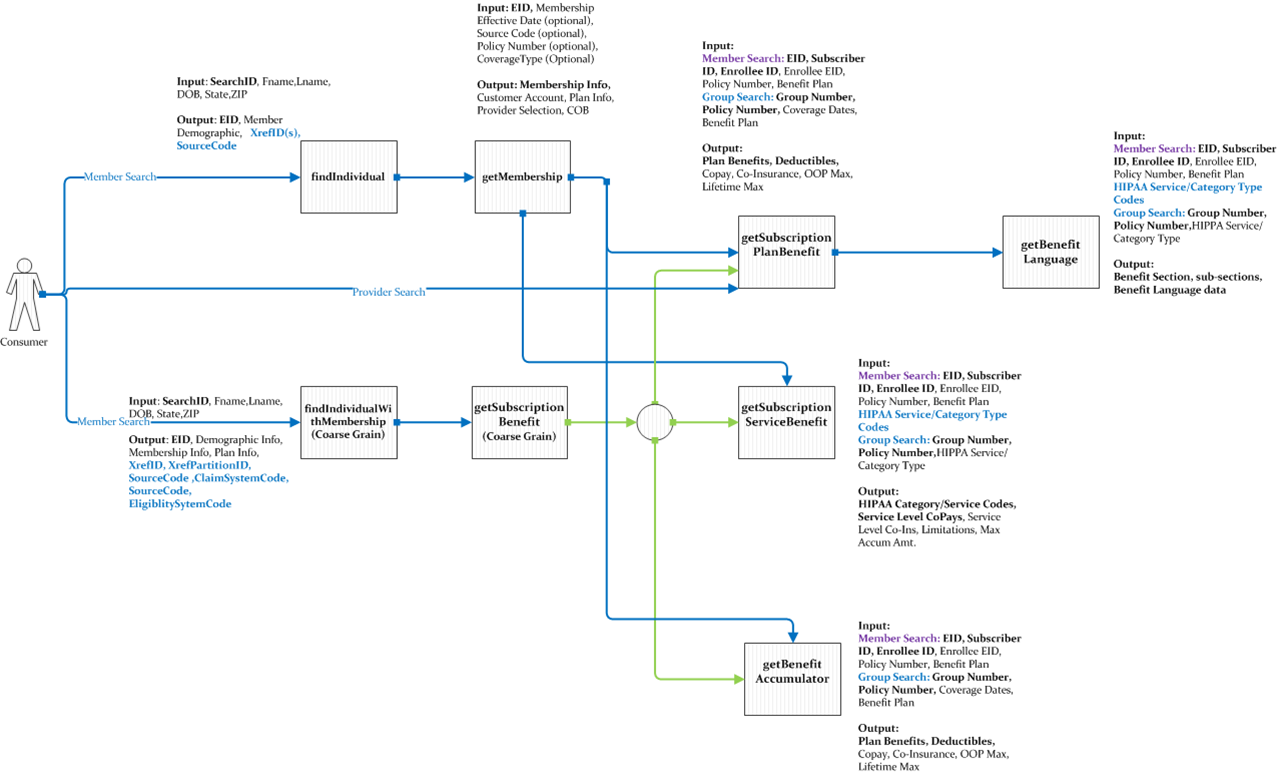 Input: EID, Membership
Effective Date (optional),
Source Code (optional),
Policy Number (optional),
CoverageType (Optional)
Output: Membership Info,
Customer Account, Plan Info,
Provider Selection, COB
Input: SearchID, Fname,Lname,
DOB, State,ZIP
Output: EID, Member
Demographic, XrefID(s),
SourceCode
Input:
Member Search: EID, Subscriber
ID, Enrollee ID, Enrollee EID,
Policy Number, Benefit Plan
Group Search: Group Number,
Policy Number, Coverage Dates,
Benefit Plan
Output:
Plan Benefits, Deductibles,
Copay, Co-Insurance, OOP Max,
Lifetime Max
Input:
Member Search: EID, Subscriber
ID, Enrollee ID, Enrollee EID,
Policy Number, Benefit Plan
HIPAA Service/Category Type
Codes
Group Search: Group Number,
Policy Number,HIPPA Service/
Category Type
Output:
Benefit Section, sub-sections,
Benefit Language data
Member Search
findIndividual
getMembership
getSubscription
PlanBenefit
getBenefit
Language
Provider Search
Consumer
Input: SearchID, Fname,Lname,
DOB, State,ZIP
Member Search
Output: EID, Demographic Info,
Membership Info, Plan Info,
XrefID, XrefPartitionID,
SourceCode ,ClaimSystemCode,
SourceCode,
EligiblitySytemCode
findIndividualWi
thMembership
(Coarse Grain)
getSubscription
Benefit
(Coarse Grain)
getSubscription
ServiceBenefit
Input:
Member Search: EID, Subscriber
ID, Enrollee ID, Enrollee EID,
Policy Number, Benefit Plan
HIPAA Service/Category Type
Codes
Group Search: Group Number,
Policy Number,HIPPA Service/
Category Type
Output:
HIPAA Category/Service Codes,
Service Level CoPays, Service
Level Co-Ins, Limitations, Max
Accum Amt.
getBenefit
Accumulator
Input:
Member Search: EID, Subscriber
ID, Enrollee ID, Enrollee EID,
Policy Number, Benefit Plan
Group Search: Group Number,
Policy Number, Coverage Dates,
Benefit Plan
Output:
Plan Benefits, Deductibles,
Copay, Co-Insurance, OOP Max,
Lifetime Max